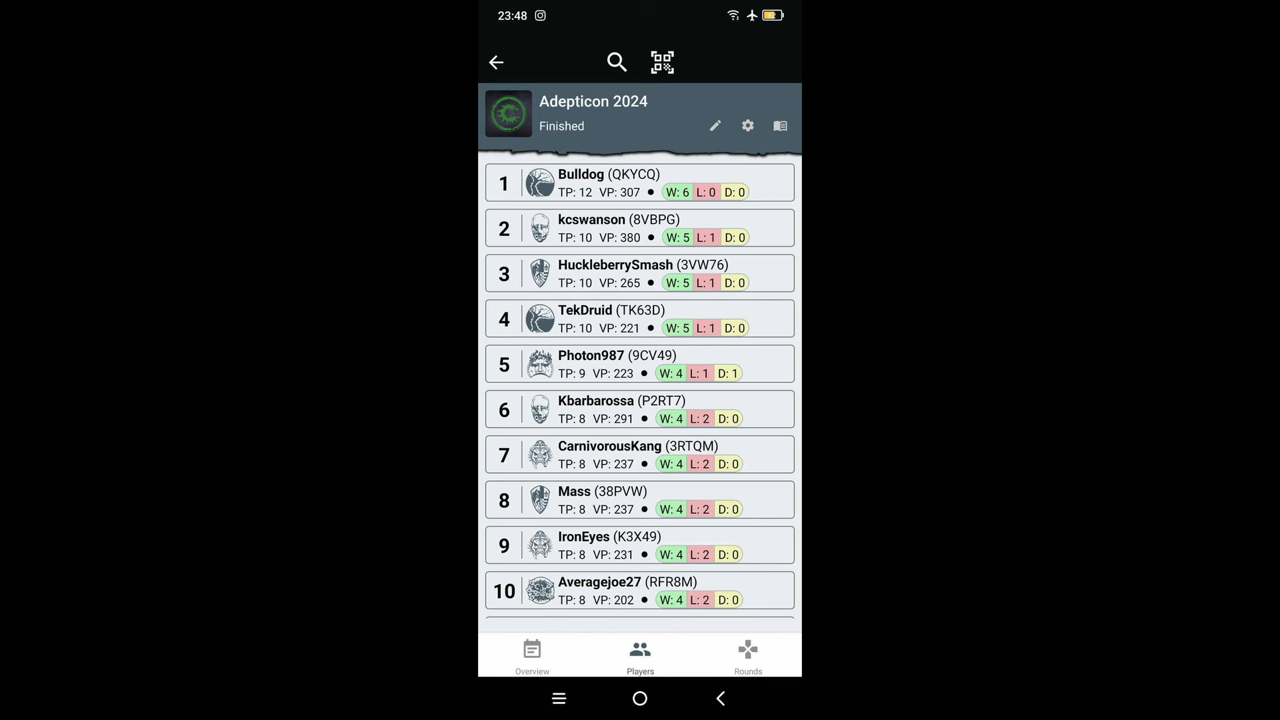 23:48
Adepticon 2024
Finished
1
Bulldog (QKYCQ)
TP: 12 VP: 307 ● W: 6 L: 0 D: 0
2
kcswanson (8VBPG)
TP: 10 VP: 380 ● W: 5 L: 1 D: 0
3
HuckleberrySmash (3VW76)
TP: 10 VP: 265 ● W: 5 L: 1 D: 0
4
TekDruid (TK63D)
TP: 10 VP: 221 ● W: 5 L: 1 D: 0
5
Photon987 (9CV49)
TP: 9 VP: 223 ● W: 4 L: 1 D: 1
6
Kbarbarossa (P2RT7)
TP: 8 VP: 291 ● W: 4 L: 2 D: 0
7
CarnivorousKang (3RTQM)
TP: 8 VP: 237 ● W: 4 L: 2 D: 0
8
Mass (38PVW)
TP: 8 VP: 237 ● W: 4 L: 2 D: 0
9
IronEyes (K3X49)
TP: 8 VP: 231 ● W: 4 L: 2 D: 0
10
Averagejoe27 (RFR8M)
TP: 8 VP: 202 ● W: 4 L: 2 D: 0
Overview Players Rounds